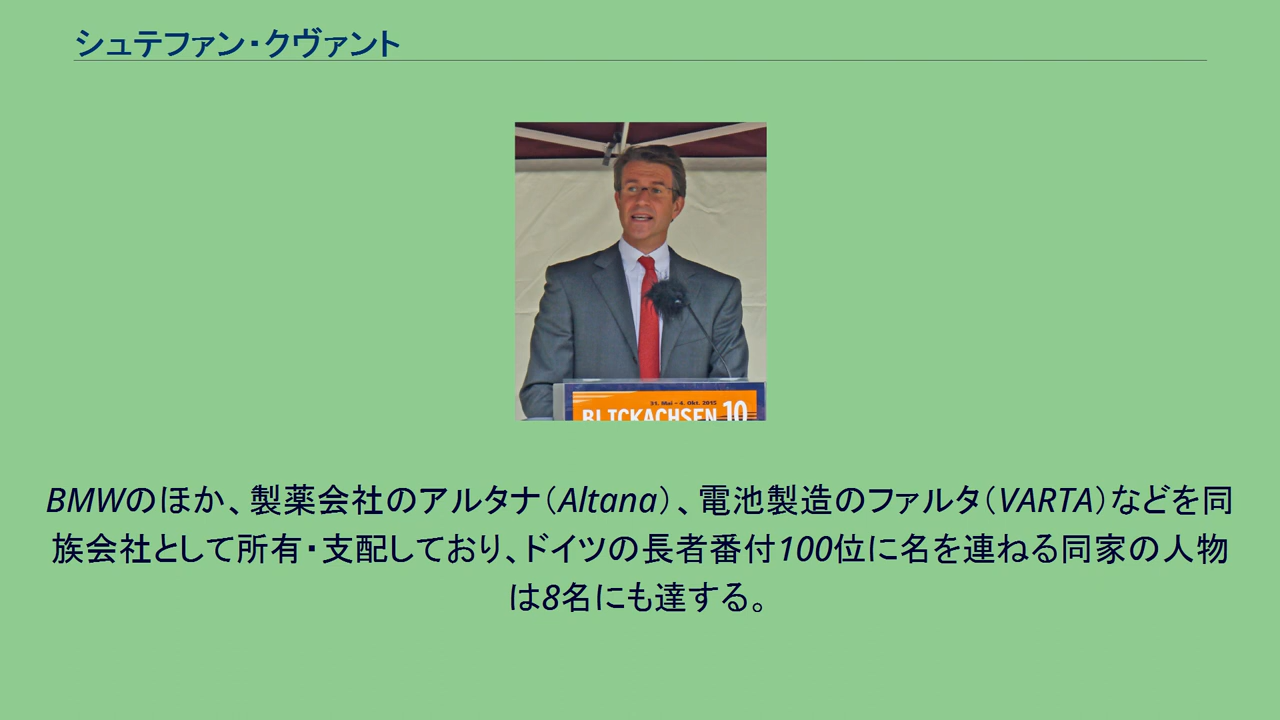 シュテファン・クヴァント
31. Mai – 4. Okt. 2015
BLICKACHSEN 10
BMWのほか、製薬会社のアルタナ（Altana）、電池製造のファルタ（VARTA）などを同
族会社として所有・支配しており、ドイツの長者番付100位に名を連ねる同家の人物
は8名にも達する。